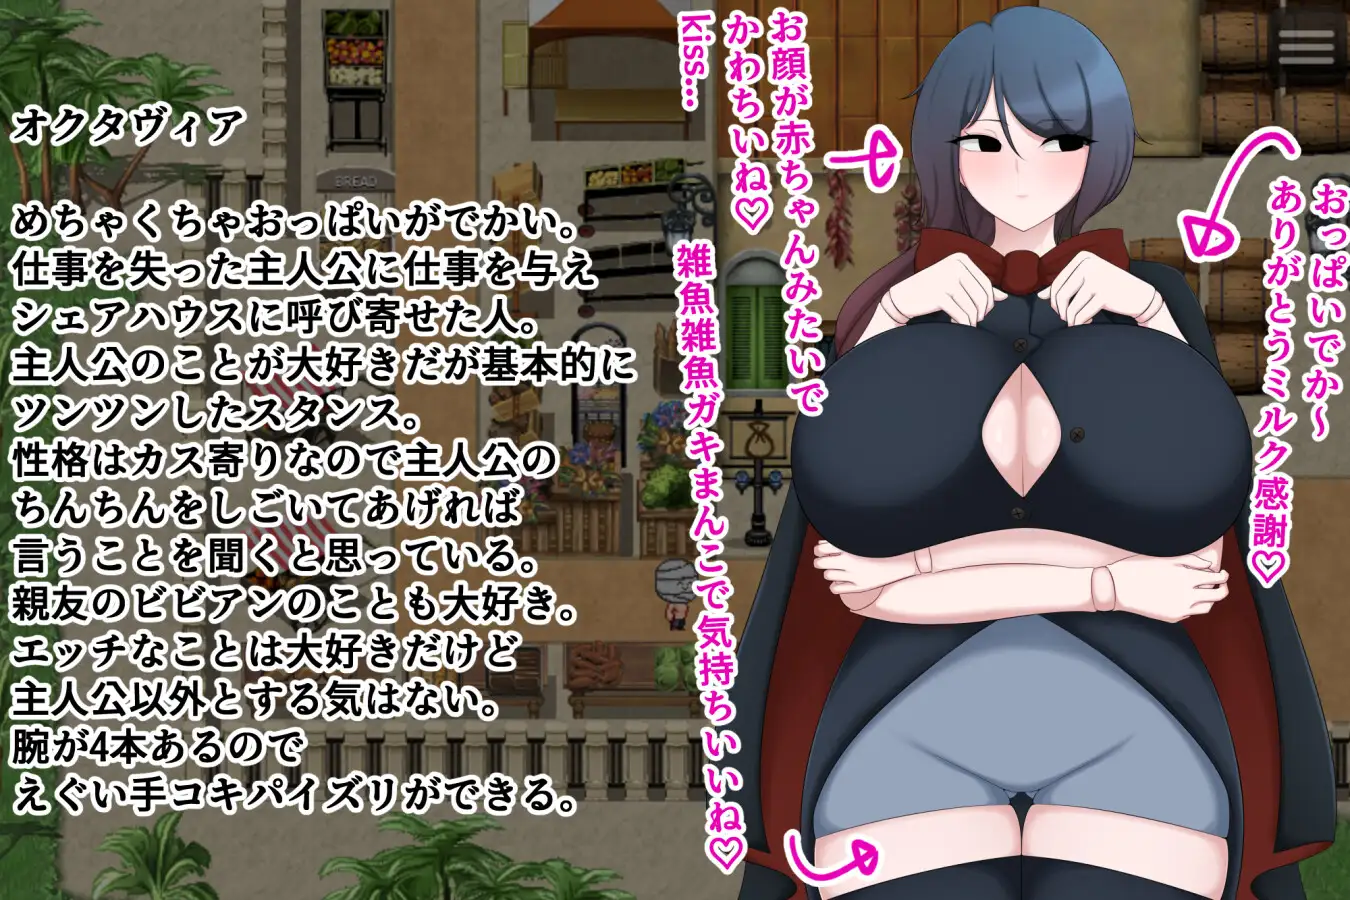 オクタヴィア
めちゃくちゃおっぱいがでかい。
仕事を失った主人公に仕事を与え
シェアハウスに呼び寄せた人。
主人公のことが大好きだが基本的に
ツンツンしたスタンス。
性格はカス寄りなので主人公の
ちんちんをしごいてあげれば
言うことを聞くと思っている。
親友のビビアンのことも大好き。
エッチなことは大好きだけど
主人公以外とする気はない。
腕が4本あるので
えぐい手コキパイズリができる。
お顔が赤ちゃんみたいで
かわちいね♡
kiss…
雑魚雑魚ガキまんこで気持ちいいね♡
おっぱいでか～
ありがとうミルク感謝♡
BREAD